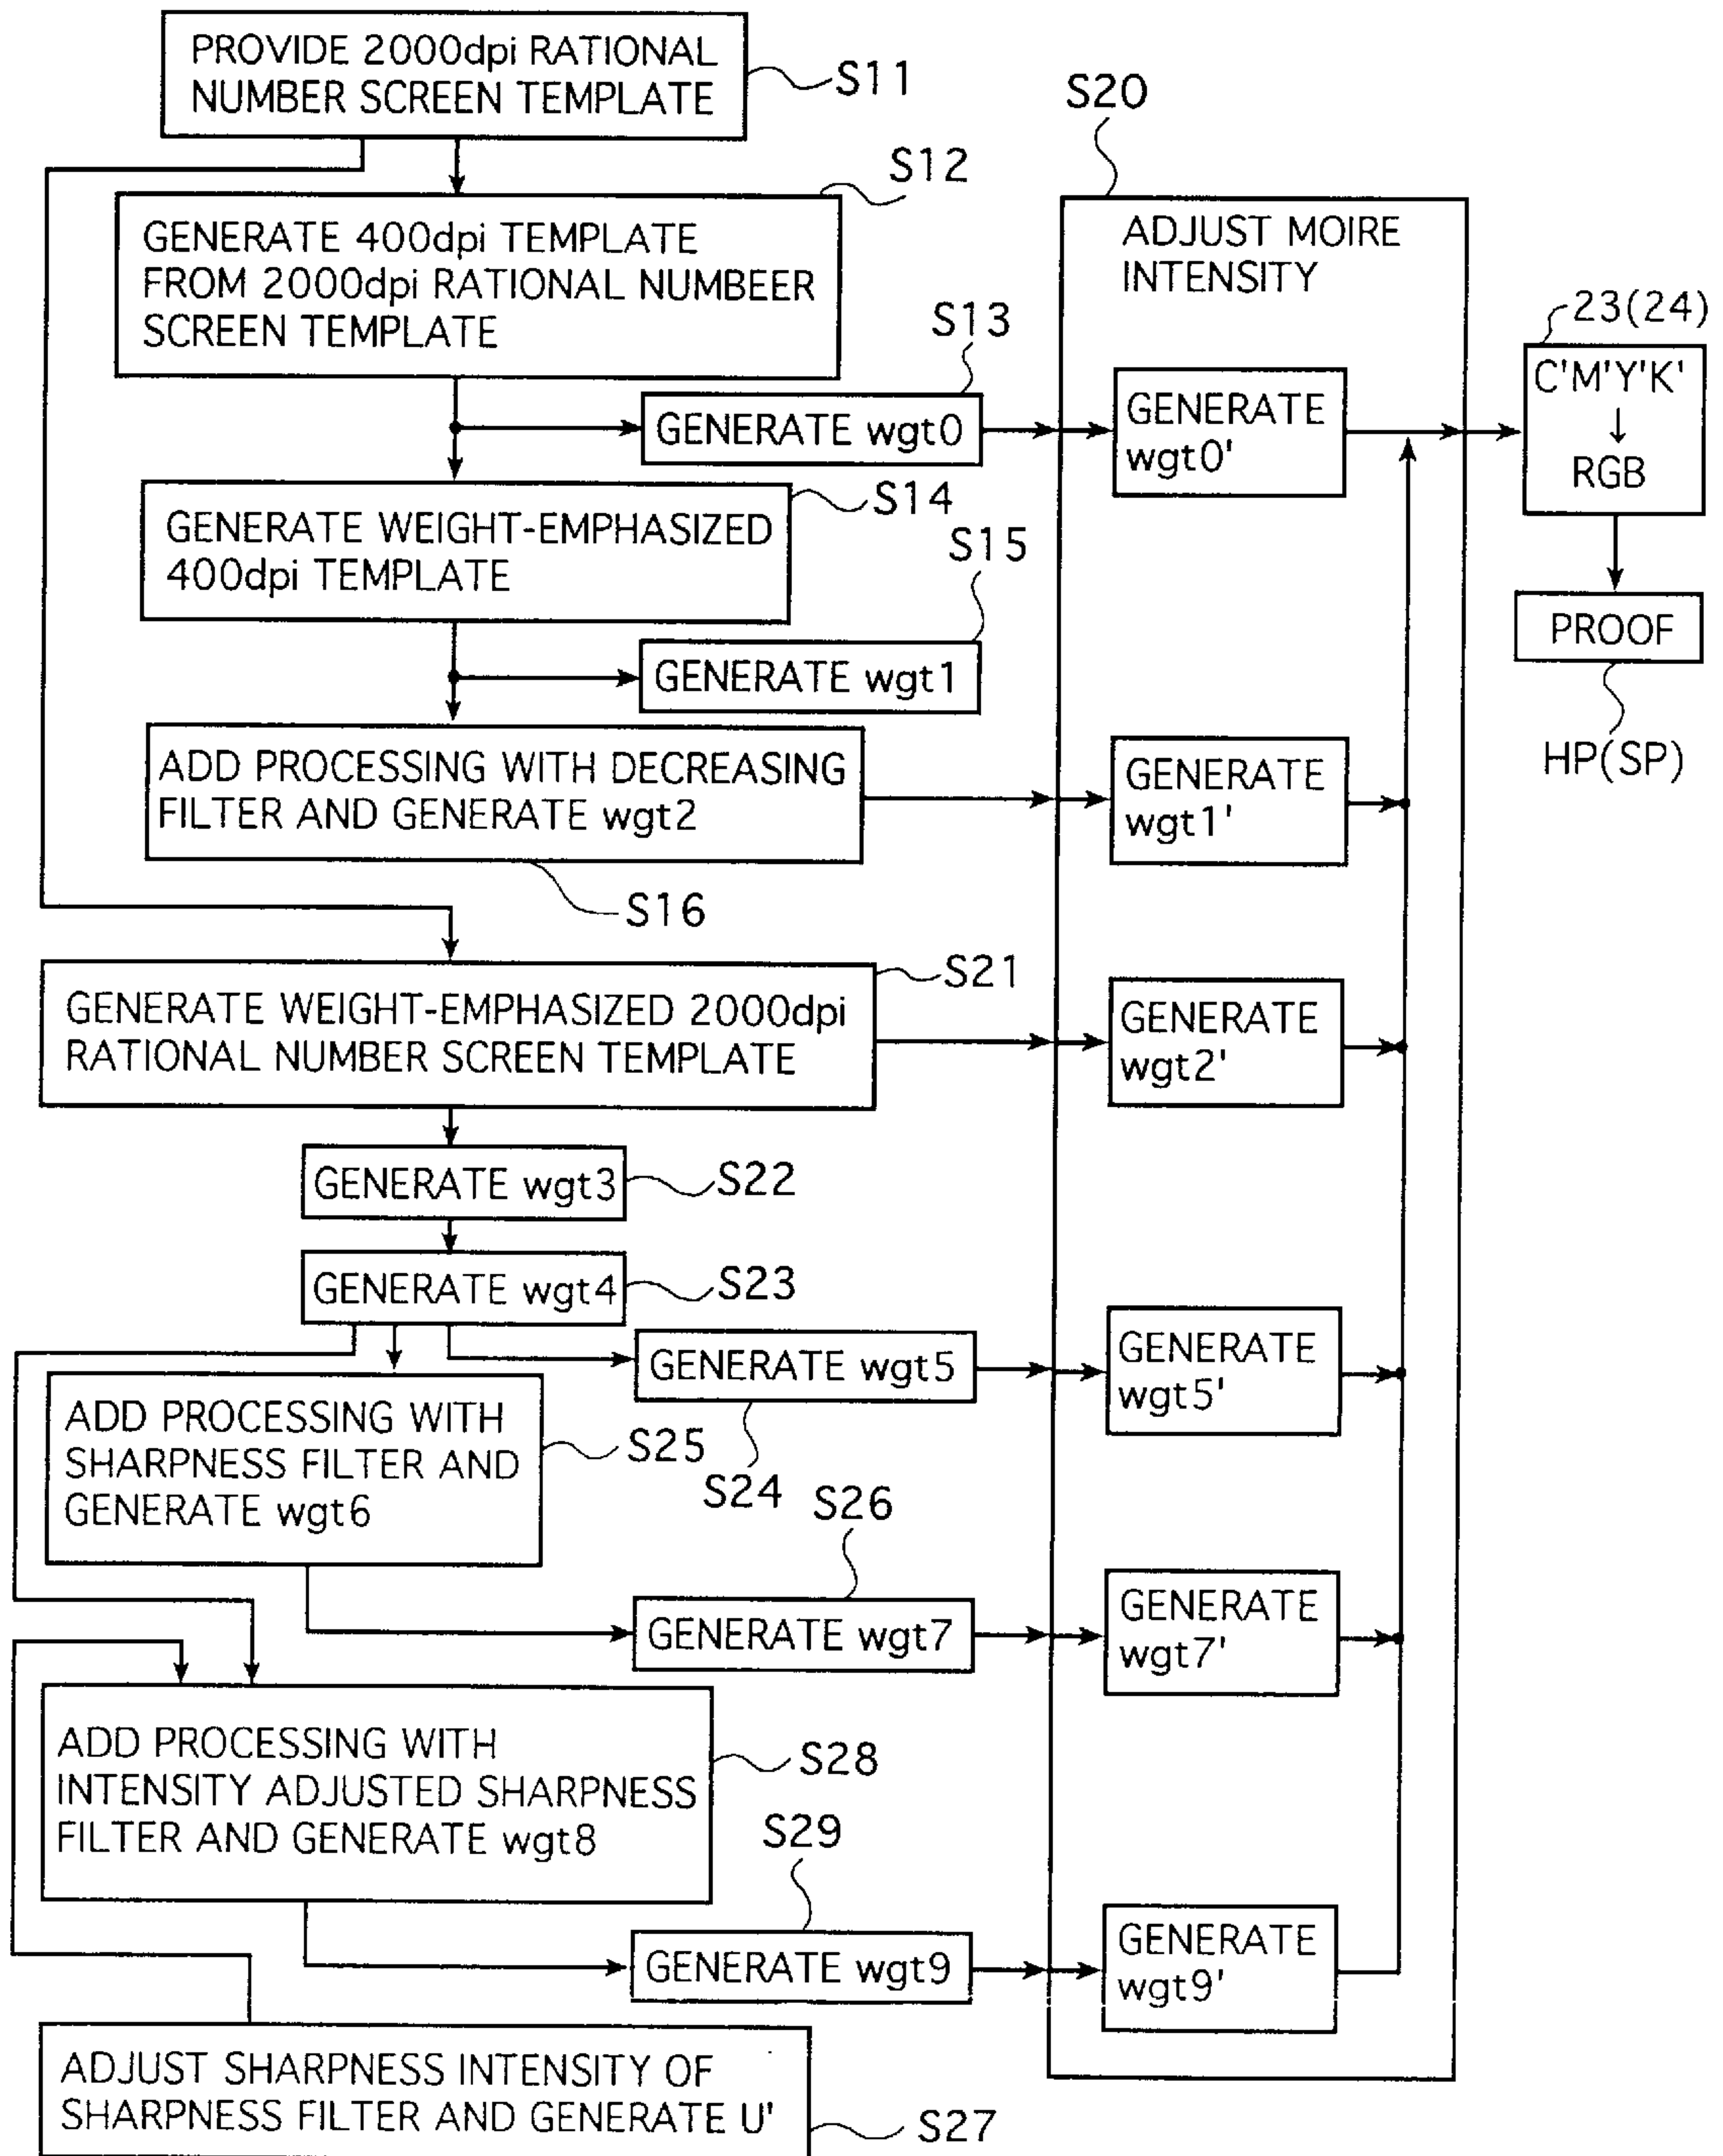 PROVIDE 2000dpi RATIONAL
NUMBER SCREEN TEMPLATE
S11
S20
S12
GENERATE 400dpi TEMPLATE
FROM 2000dpi RATIONAL NUMBEER
SCREEN TEMPLATE
ADJUST MOIRE
INTENSITY
S13
23(24)
GENERATE wgt0
GENERATE
wgt0'
C'M'Y'K'
↓
RGB
S14
GENERATE WEIGHT-EMPHASIZED
400dpi TEMPLATE
S15
PROOF
GENERATE wgt1
HP(SP)
ADD PROCESSING WITH DECREASING
FILTER AND GENERATE wgt2
GENERATE
wgt1'
S16
S21
GENERATE WEIGHT-EMPHASIZED 2000dpi
RATIONAL NUMBER SCREEN TEMPLATE
GENERATE
wgt2'
GENERATE wgt3
S22
GENERATE wgt4
S23
GENERATE wgt5
GENERATE
wgt5'
ADD PROCESSING WITH
SHARPNESS FILTER AND
GENERATE wgt6
S25
S24
S26
GENERATE wgt7
GENERATE
wgt7'
ADD PROCESSING WITH
INTENSITY ADJUSTED SHARPNESS
FILTER AND GENERATE wgt8
S28
S29
GENERATE wgt9
GENERATE
wgt9'
ADJUST SHARPNESS INTENSITY OF
SHARPNESS FILTER AND GENERATE U'
S27